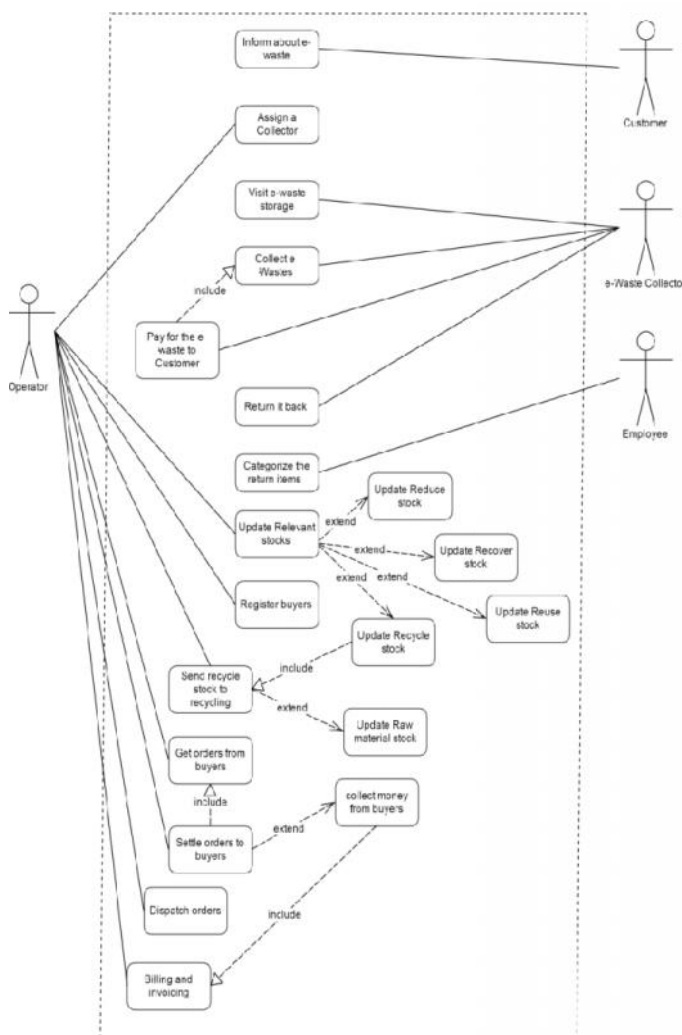 Inform about e-
waste
Customer
Assign a
Collector
Visit e-waste
storage
e-Waste Collecto
Collect e
-Wastes
include
Pay for the e
waste to
Customer
Operator
Return it back
Employee
Categorize the
return items
Update Reduce
stock
extend
Update Relevant
stocks
extend
Update Recover
stock
extend
extend
Register buyers
Update Reuse
stock
Update Recycle
stock
include
Send recycle
stock to
recycling
extend
Update Raw
material stock
Get orders from
buyers
include
collect money
from buyers
extend
Settle orders to
buyers
Dispatch orders
include
Billing and
invoicing